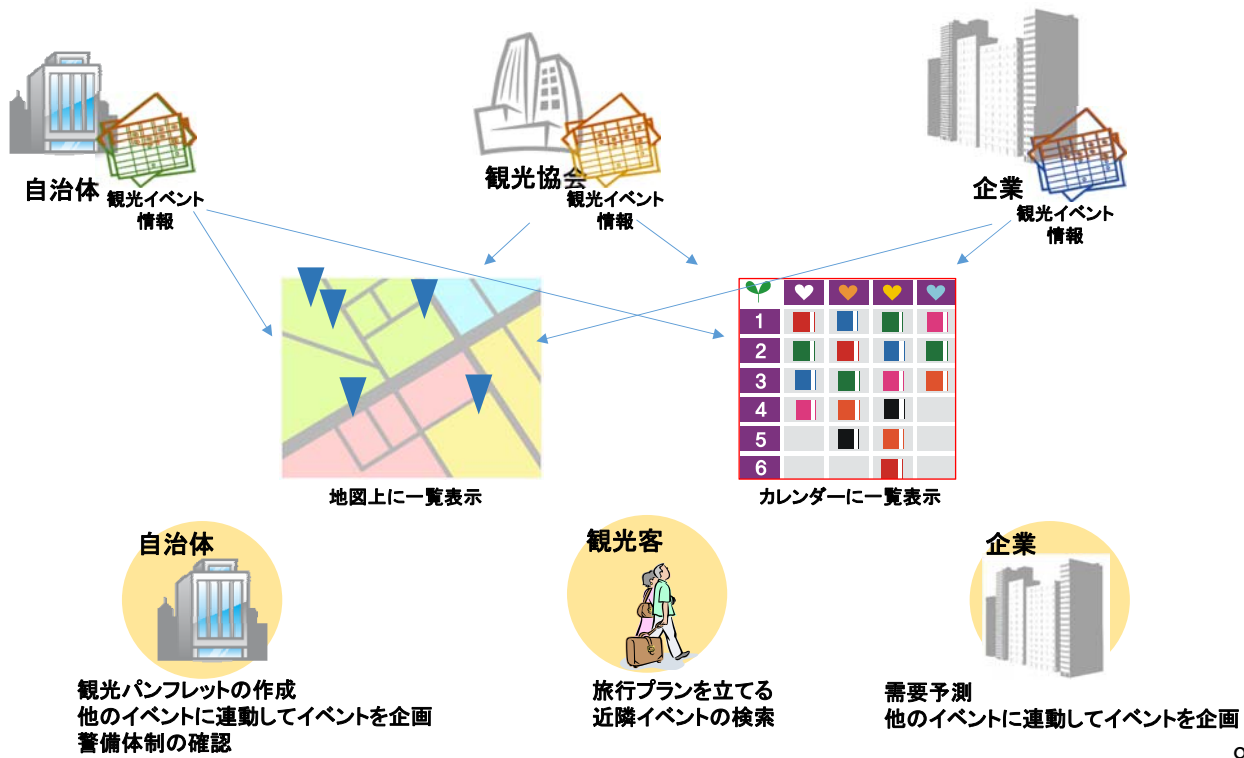 自治体
観光イベント
情報
観光協会
観光イベント
情報
企業
観光イベント
情報
1
2
3
4
5
6
地図上に一覧表示
カレンダーに一覧表示
自治体
観光パンフレットの作成
他のイベントに連動してイベントを企画
警備体制の確認
観光客
旅行プランを立てる
近隣イベントの検索
企業
需要予測
他のイベントに連動してイベントを企画